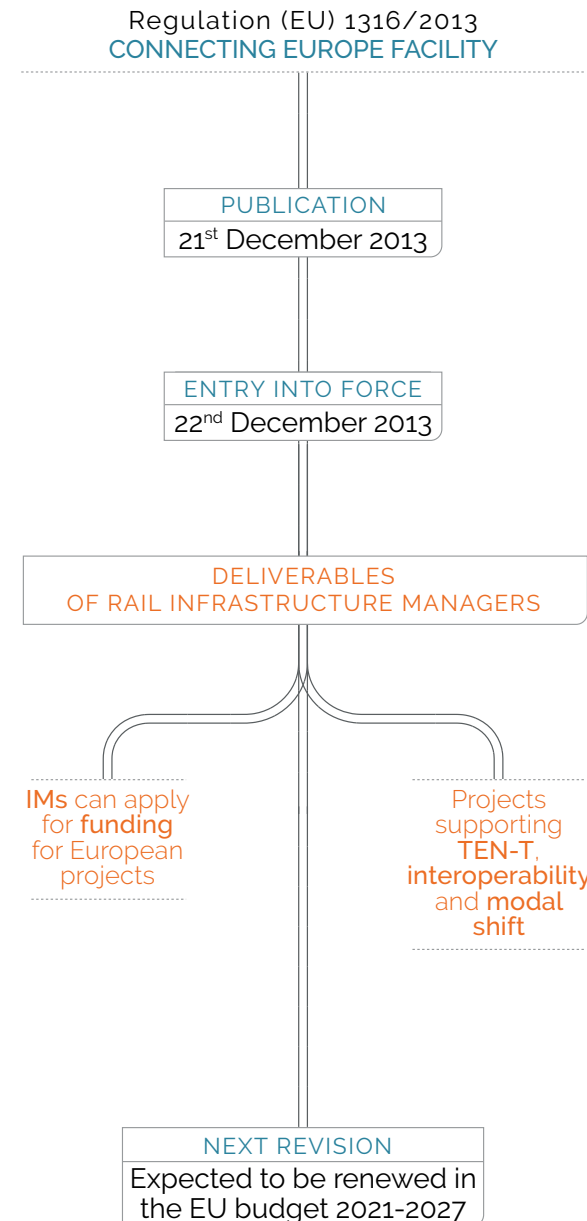 Regulation (EU) 1316/2013
CONNECTING EUROPE FACILITY
PUBLICATION
21st December 2013
ENTRY INTO FORCE
22nd December 2013
DELIVERABLES
OF RAIL INFRASTRUCTURE MANAGERS
IMs can apply
for funding
for European
projects
Projects
supporting
TEN-T,
interoperability
and modal
shift
NEXT REVISION
Expected to be renewed in
the EU budget 2021-2027